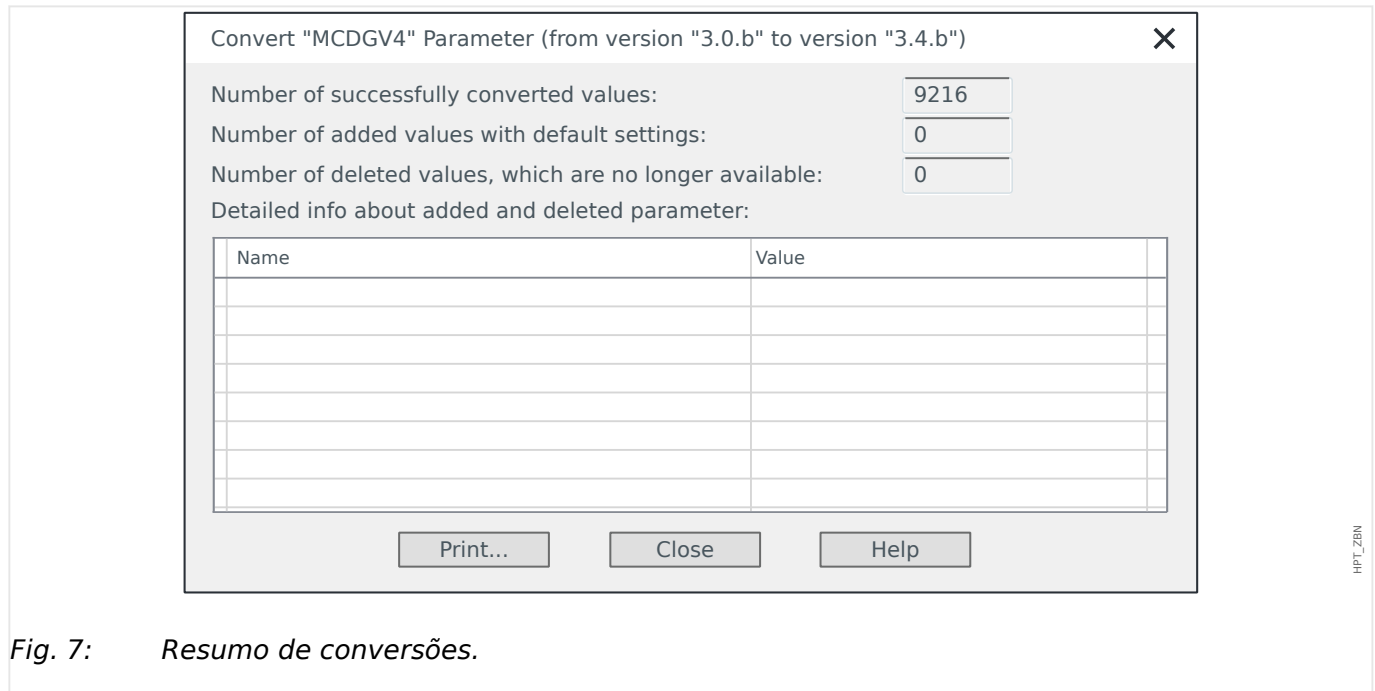 Convert "MCDGV4" Parameter (from version "3.0.b" to version "3.4.b")
Number of successfully converted values: 9216
Number of added values with default settings: 0
Number of deleted values, which are no longer available: 0
Detailed info about added and deleted parameter:
Name Value
Print... Close Help
HPT_ZBN
Fig. 7: Resumo de conversões.